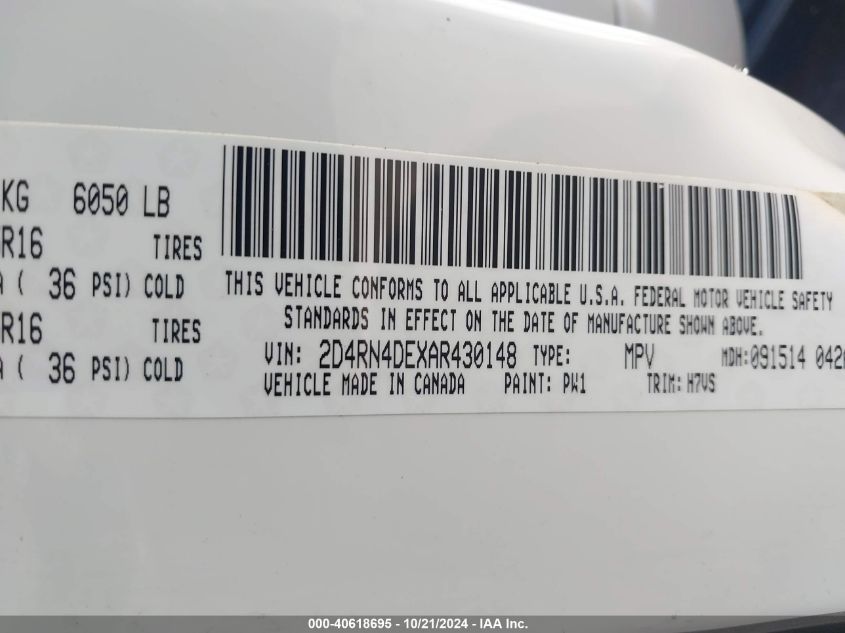 KG 6050 LB
R16 TIRES
( 36 PSI) COLD
R16 TIRES
( 36 PSI) COLD
THIS VEHICLE CONFORMS TO ALL APPLICABLE U.S.A. FEDERAL MOTOR VEHICLE SAFETY
STANDARDS IN EFFECT ON THE DATE OF MANUFACTURE SHOWN ABOVE.
VIN: 2D4RN4DEXAR430148 TYPE: MPV MDH: 091514 042
VEHICLE MADE IN CANADA PAINT: PW1 TRIM: H7VS
000-40618695 - 10/21/2024 - IAA Inc.